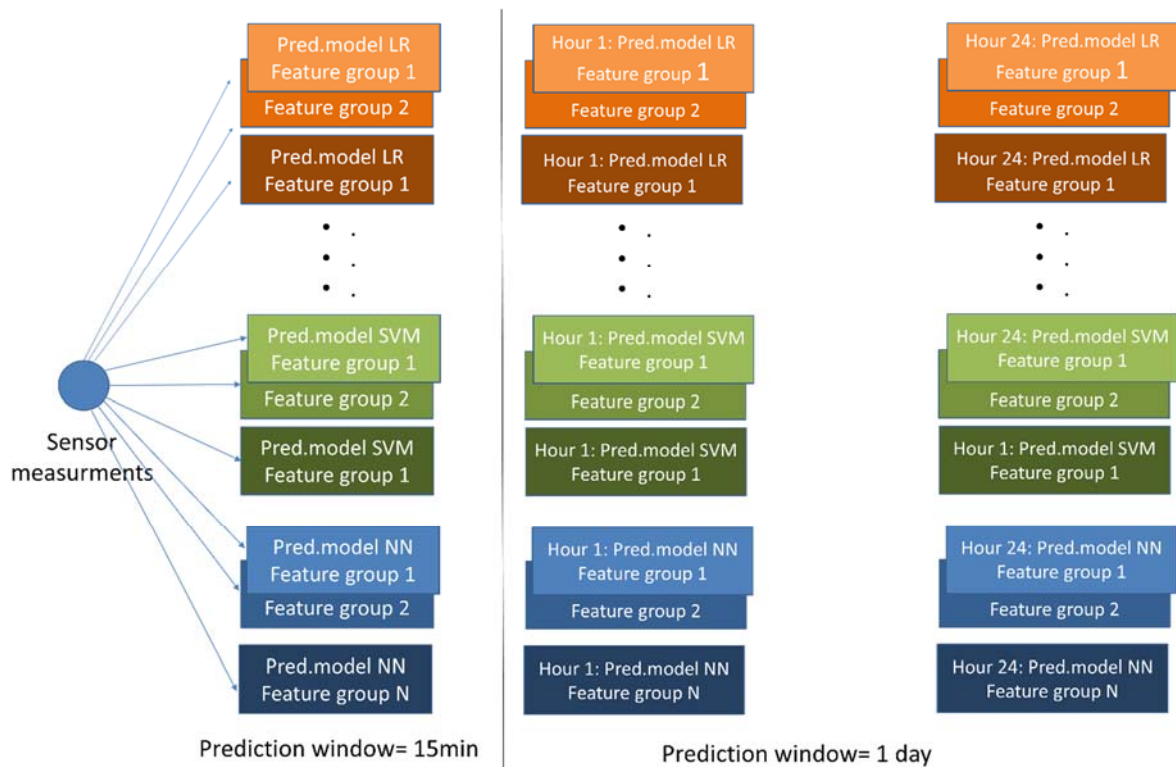 Pred.model LR
Feature group 1
Feature group 2
Pred.model LR
Feature group 1
Pred.model SVM
Feature group 1
Feature group 2
Pred.model SVM
Feature group 1
Pred.model NN
Feature group 1
Feature group 2
Pred.model NN
Feature group N
Sensor
measurments
Prediction window= 15min
Hour 1: Pred.model LR
Feature group 1
Feature group 2
Hour 1: Pred.model LR
Feature group 1
Hour 1: Pred.model SVM
Feature group 1
Feature group 2
Hour 1: Pred.model SVM
Feature group 1
Hour 1: Pred.model NN
Feature group 1
Feature group 2
Hour 1: Pred.model NN
Feature group N
Hour 24: Pred.model LR
Feature group 1
Feature group 2
Hour 24: Pred.model LR
Feature group 1
Hour 24: Pred.model SVM
Feature group 1
Feature group 2
Hour 1: Pred.model SVM
Feature group 1
Hour 24: Pred.model NN
Feature group 1
Feature group 2
Hour 24: Pred.model NN
Feature group N
Prediction window= 1 day